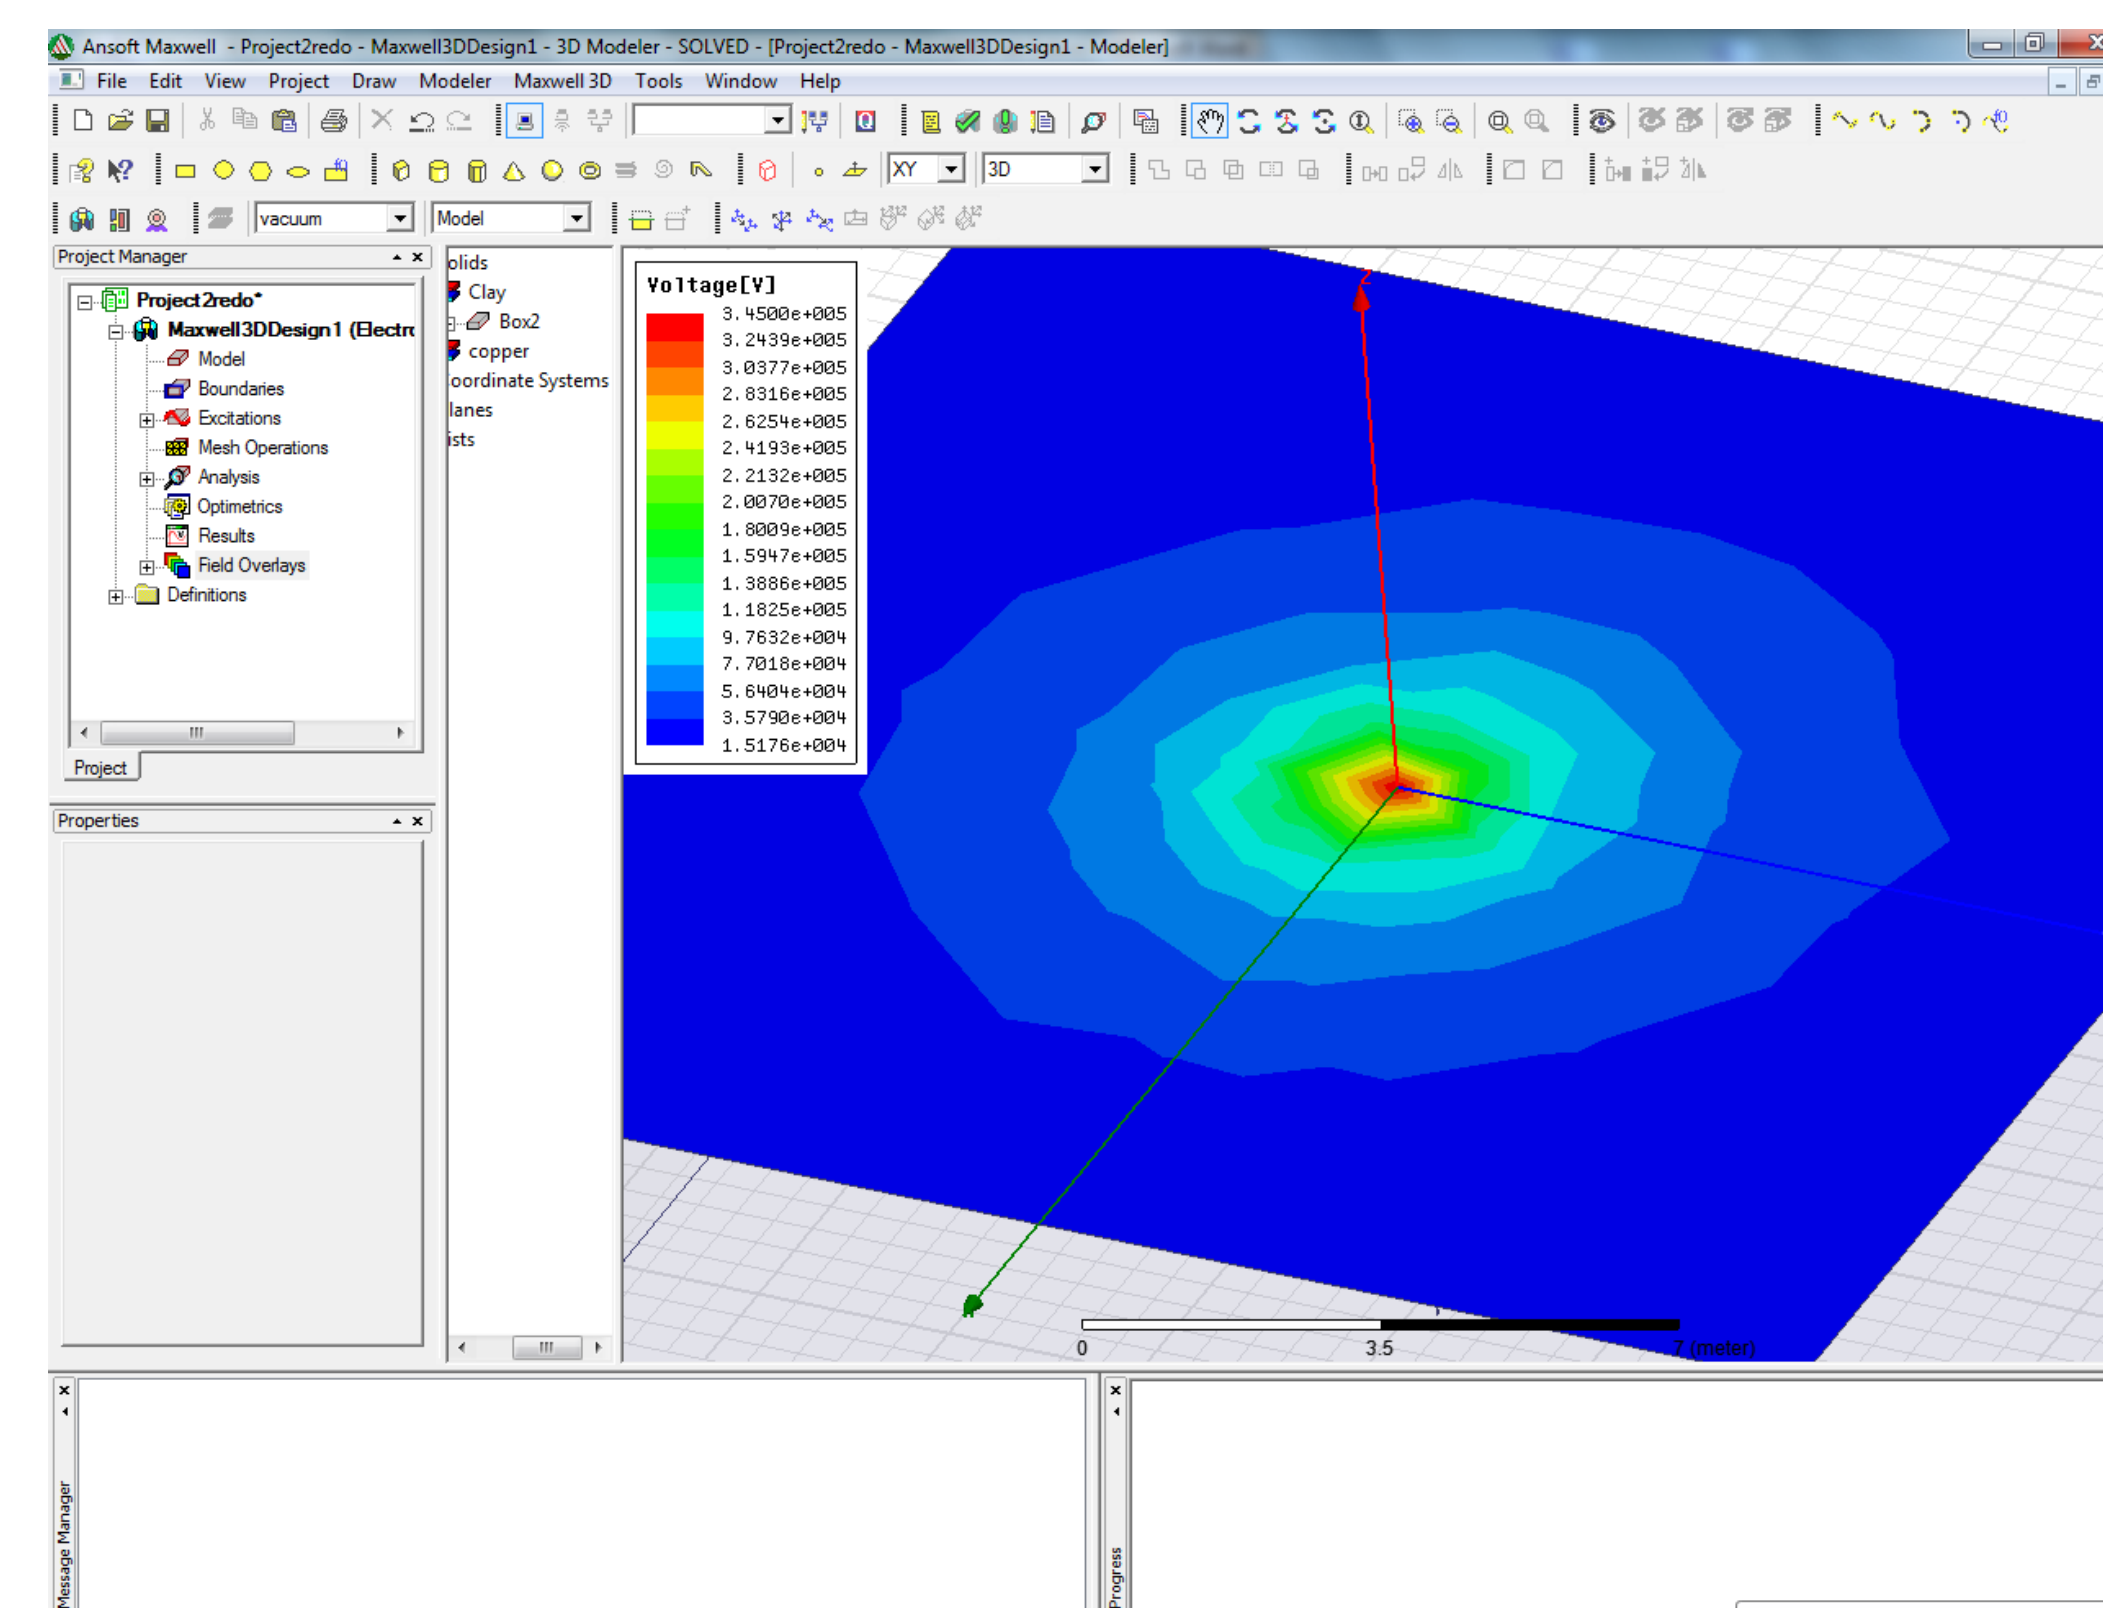 Ansoft Maxwell - Project2redo - Maxwell3DDesign1 - 3D Modeler - SOLVED - [Project2redo - Maxwell3DDesign1 - Modeler]
File Edit View Project Draw Modeler Maxwell 3D Tools Window Help
XY 3D
vacuum Model
Project Manager
Project2redo*
Maxwell3DDesign1 (Electro
Model
Boundaries
Excitations
Mesh Operations
Analysis
Optimetrics
Results
Field Overlays
Definitions
Project
Properties
olids
Clay
Box2
copper
oordinate Systems
lanes
ists
Voltage[V]
3.4500e+005
3.2439e+005
3.0377e+005
2.8316e+005
2.6254e+005
2.4193e+005
2.2132e+005
2.0070e+005
1.8009e+005
1.5947e+005
1.3886e+005
1.1825e+005
9.7632e+004
7.7018e+004
5.6404e+004
3.5790e+004
1.5176e+004
Z
0 3.5 7 (meter)
Message Manager
Progress